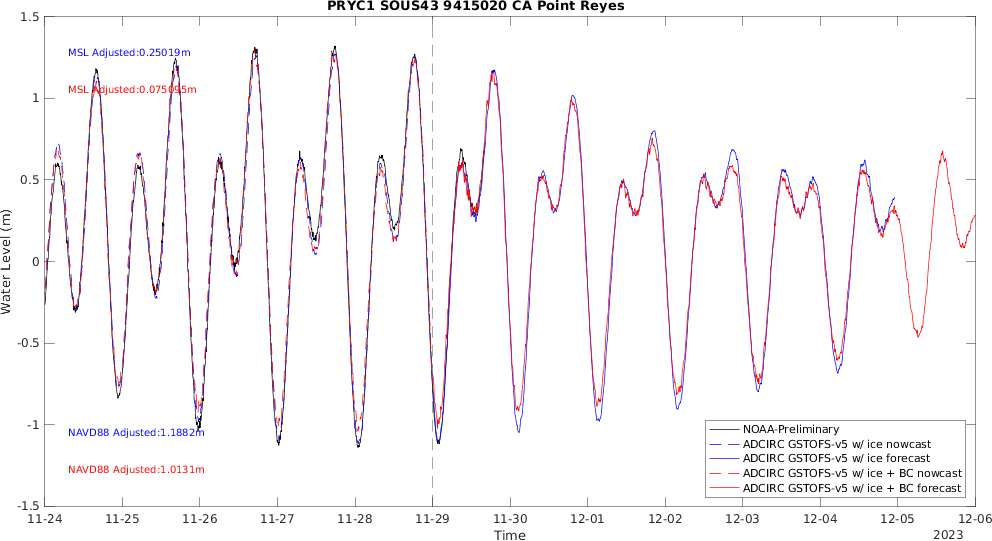 PRYC1 SOUS43 9415020 CA Point Reyes
1.5
MSL Adjusted:0.25019m
1
MSL Adjusted:0.075095m
0.5
Water Level (m)
0
-0.5
-1
NAVD88 Adjusted:1.1882m
NAVD88 Adjusted:1.0131m
-1.5
NOAA-Preliminary
ADCIRC GSTOFS-v5 w/ ice nowcast
ADCIRC GSTOFS-v5 w/ ice forecast
ADCIRC GSTOFS-v5 w/ ice + BC nowcast
ADCIRC GSTOFS-v5 w/ ice + BC forecast
11-24 11-25 11-26 11-27 11-28 11-29 11-30 12-01 12-02 12-03 12-04 12-05 12-06
Time
2023